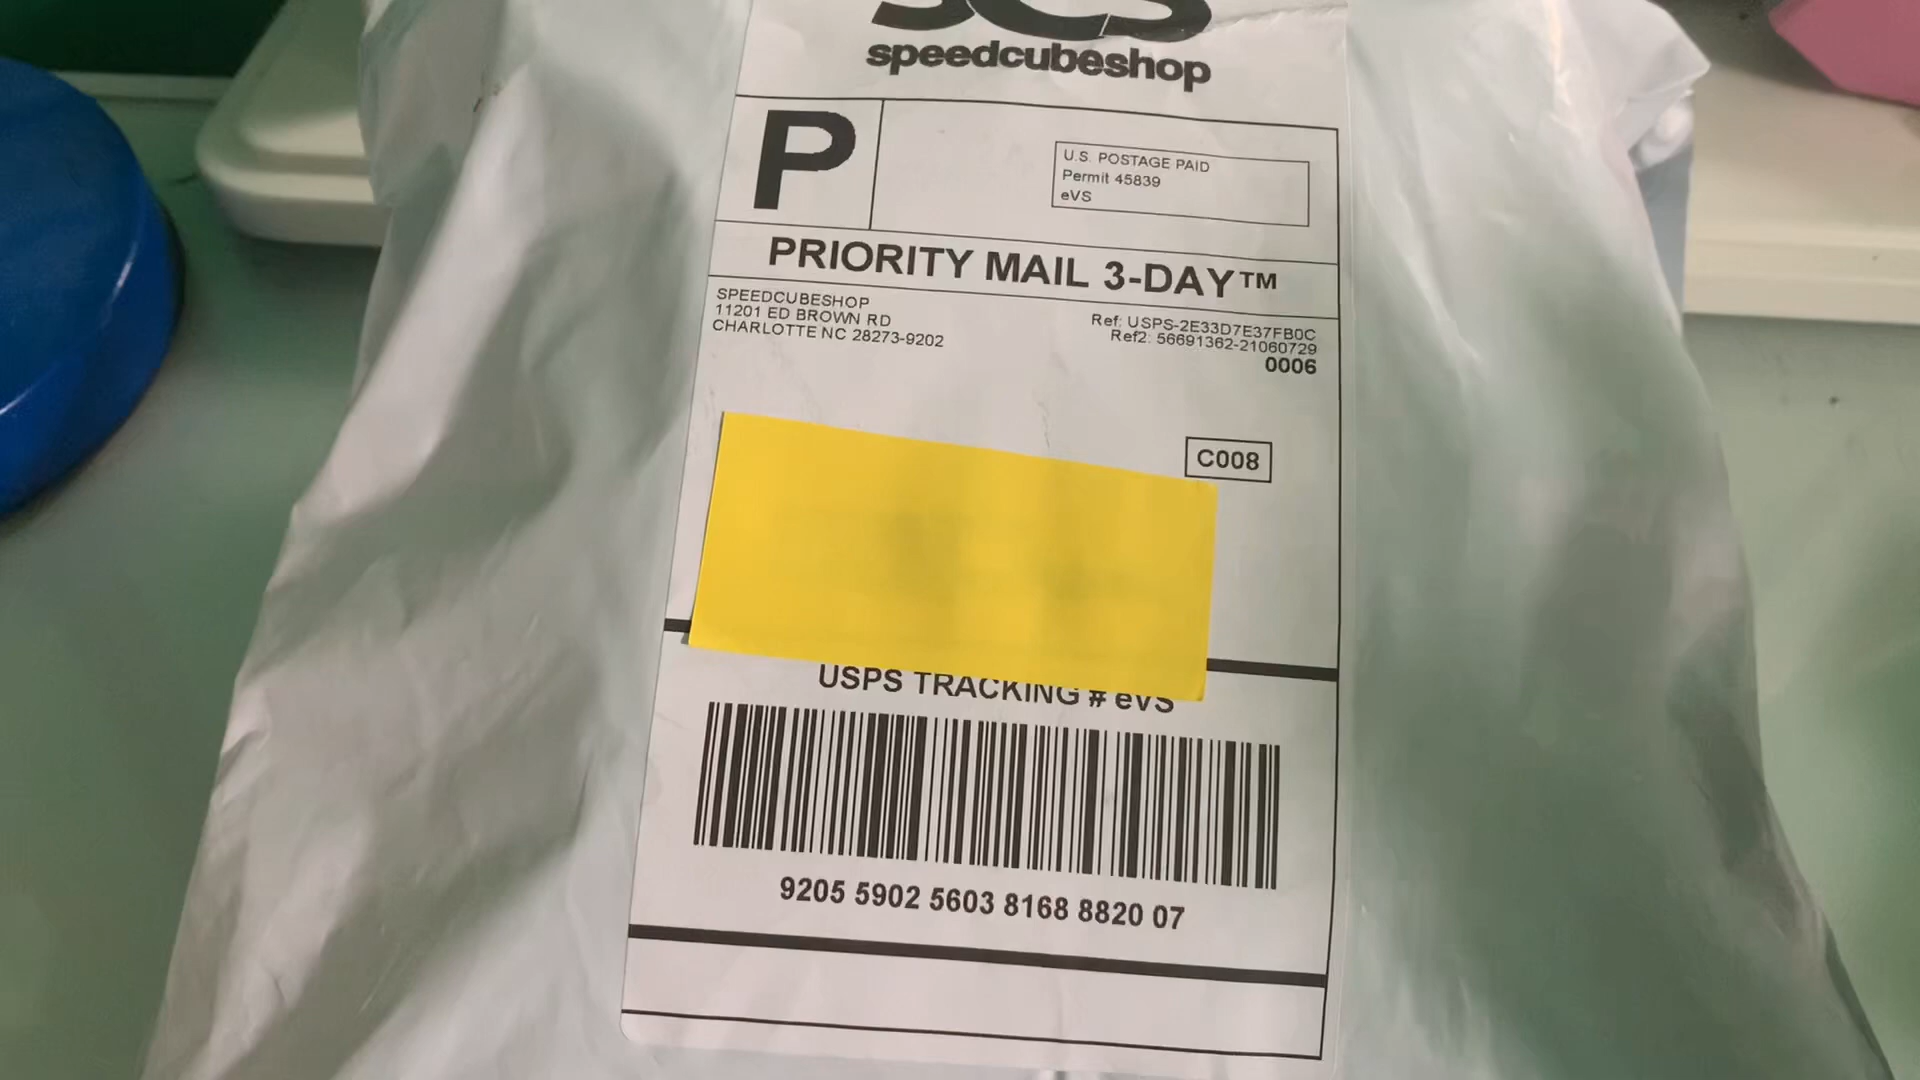 SCS
speedcubeshop
P
U.S. POSTAGE PAID
Permit 45839
eVS
PRIORITY MAIL 3-DAY™
SPEEDCUBESHOP
11201 ED BROWN RD
CHARLOTTE NC 28273-9202
Ref: USPS-2E33D7E37FB0C
Ref2: 56691362-21060729
0006
C008
USPS TRACKING # eVS
9205 5902 5603 8168 8820 07